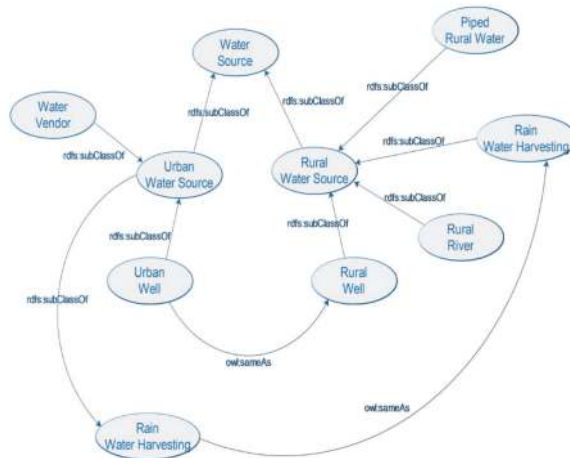 Piped
Rural Water
Water
Source
rdfs:subClassOf
Water
Vendor
rdfs:subClassOf
rdfs:subClassOf
Rain
Water Harvesting
rdfs:subClassOf
rdfs:subClassOf
Urban
Water Source
Rural
Water Source
rdfs:subClassOf
rdfs:subClassOf
rdfs:subClassOf
Rural
River
Urban
Well
Rural
Well
rdfs:subClassOf
owl:sameAs
owl:sameAs
Rain
Water Harvesting